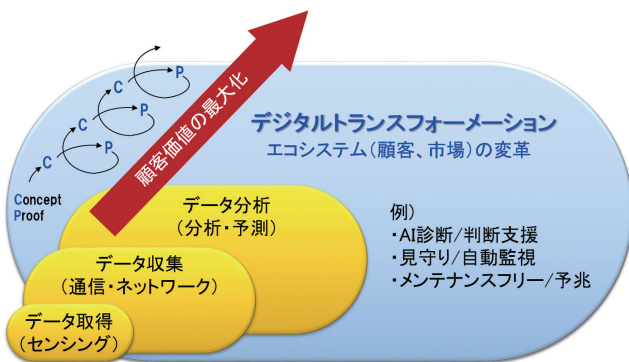 P
C
P
C
P
C
Concept
Proof
顧客価値の最大化
デジタルトランスフォーメーション
エコシステム(顧客、市場)の変革
データ分析
(分析・予測)
例)
・AI診断/判断支援
・見守り/自動監視
・メンテナンスフリー/予兆
データ収集
(通信・ネットワーク)
データ取得
(センシング)